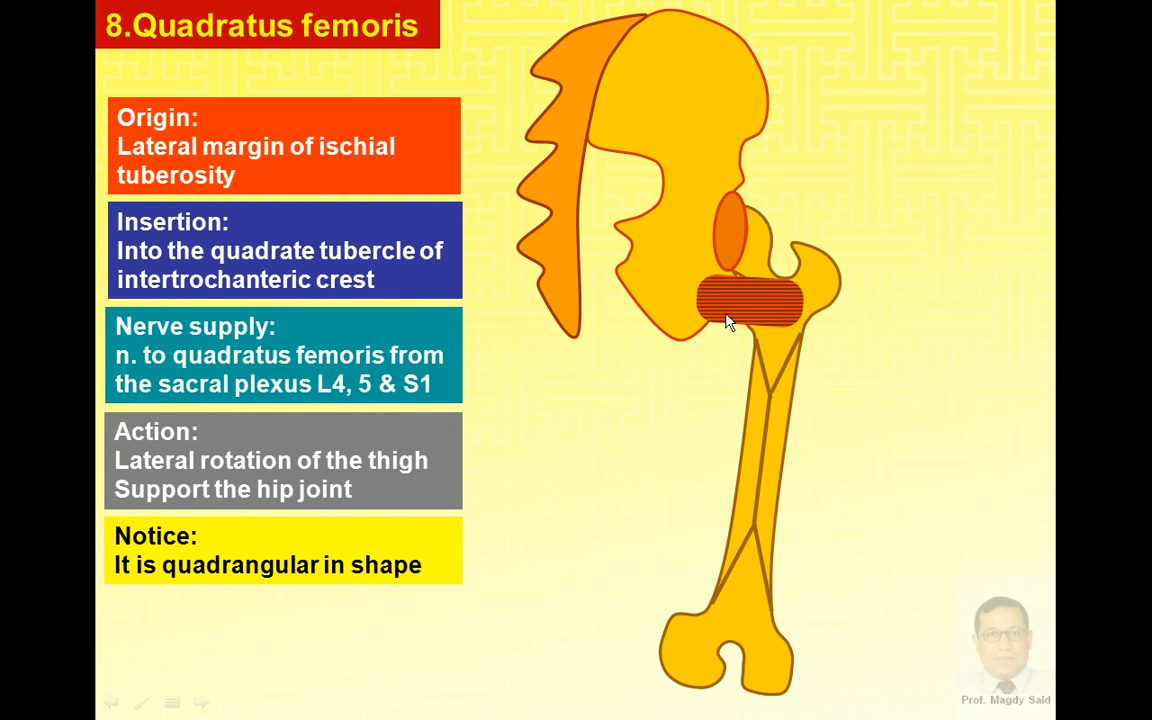 8.Quadratus femoris
Origin:
Lateral margin of ischial
tuberosity
Insertion:
Into the quadrate tubercle of
intertrochanteric crest
Nerve supply:
n. to quadratus femoris from
the sacral plexus L4, 5 & S1
Action:
Lateral rotation of the thigh
Support the hip joint
Notice:
It is quadrangular in shape
Prof. Magdy Said